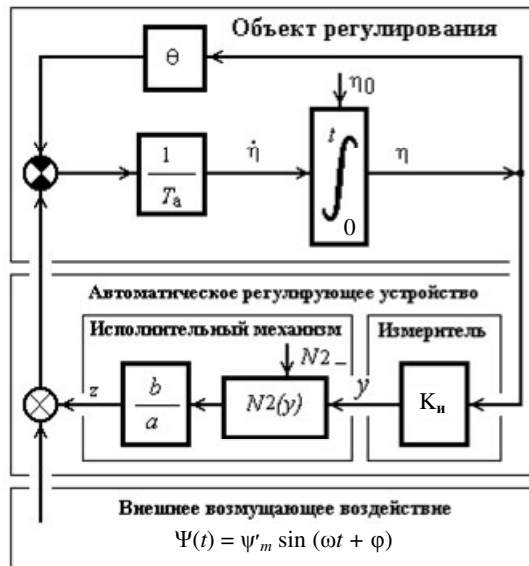 Объект регулирования
θ
η0
1
Tа
η̇
t
∫
0
η
Автоматическое регулирующее устройство
Исполнительный механизм
Измеритель
N2_
z
b
a
N2(y)
y
Kи
Внешнее возмущающее воздействие
Ψ(t) = ψ'm sin (ωt + φ)